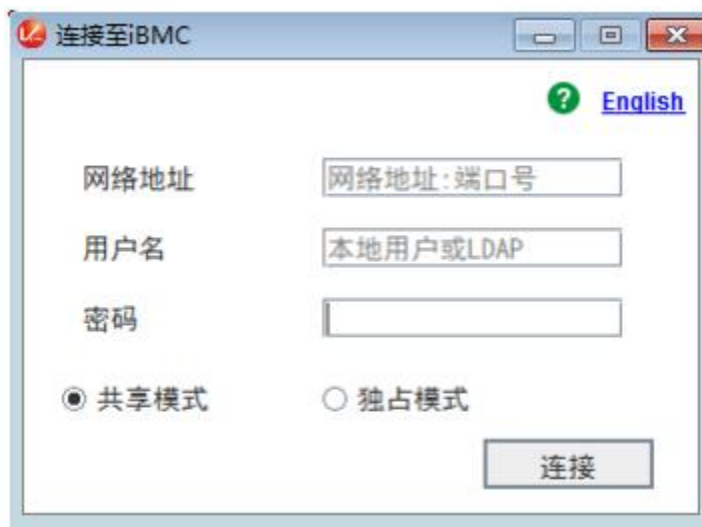 连接至iBMC
English
网络地址 网络地址:端口号
用户名 本地用户或LDAP
密码
共享模式 独占模式
连接